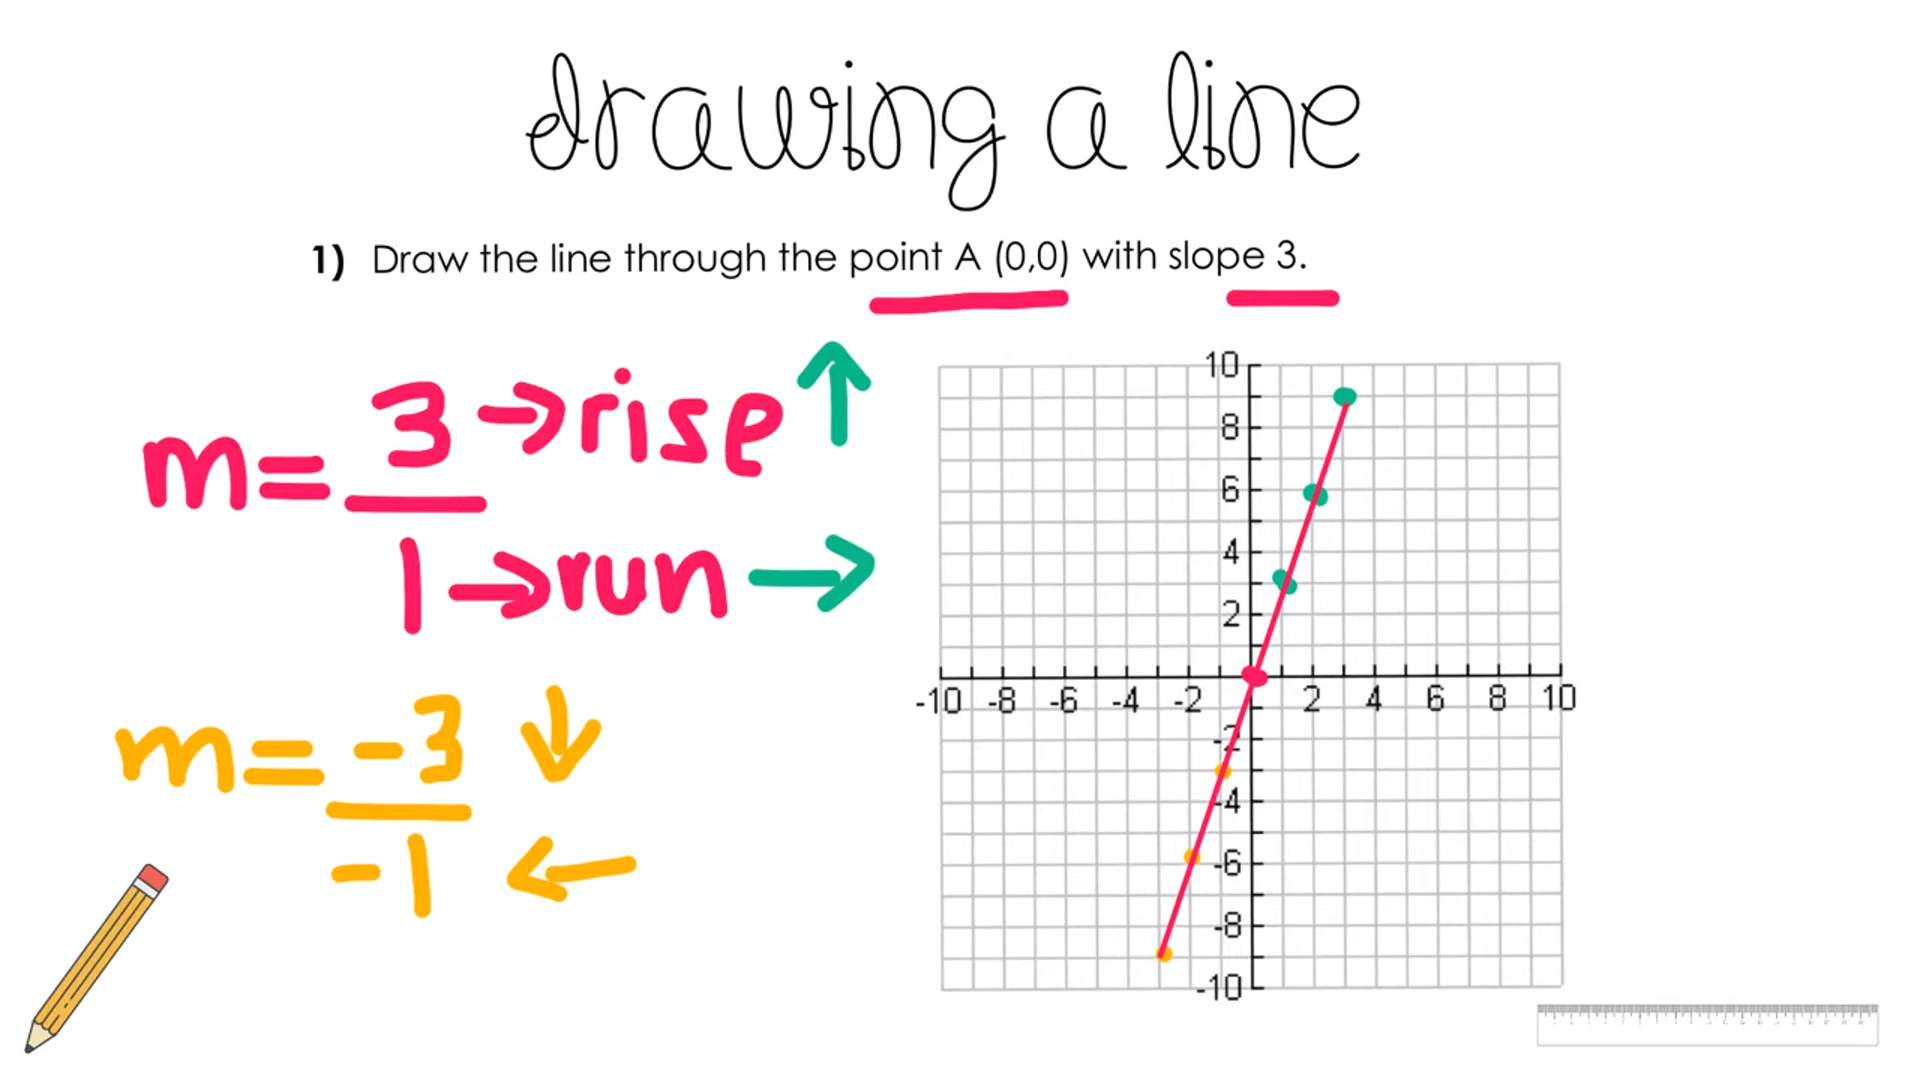 drawing a line
1) Draw the line through the point A (0,0) with slope 3.
m = 3 → rise ↑
1 → run →
m = -3 ↓
-1 ←
10
8
6
4
2
-10 -8 -6 -4 -2 2 4 6 8 10
-2
-4
-6
-8
-10